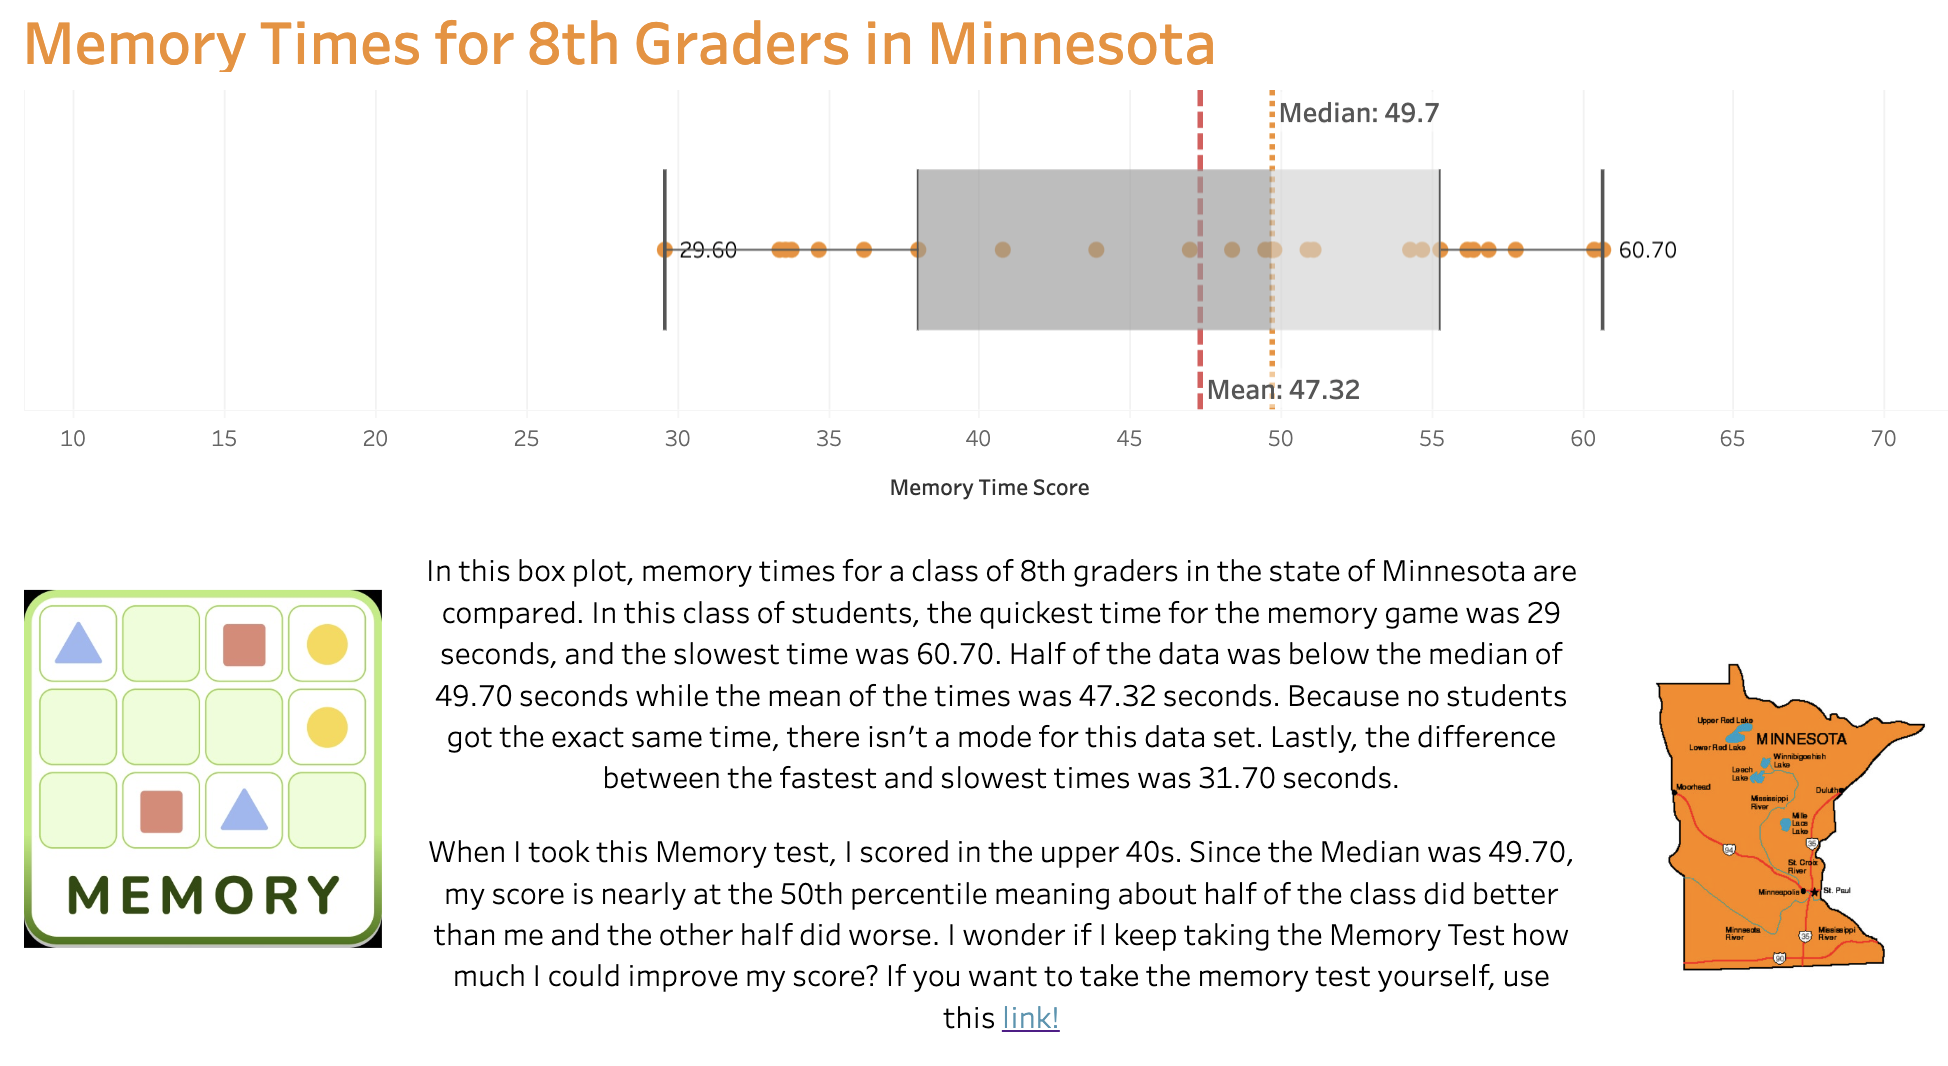 Memory Times for 8th Graders in Minnesota
Median: 49.7
29.60
60.70
Mean: 47.32
10 15 20 25 30 35 40 45 50 55 60 65 70
Memory Time Score
In this box plot, memory times for a class of 8th graders in the state of Minnesota are
compared. In this class of students, the quickest time for the memory game was 29
seconds, and the slowest time was 60.70. Half of the data was below the median of
49.70 seconds while the mean of the times was 47.32 seconds. Because no students
got the exact same time, there isn’t a mode for this data set. Lastly, the difference
between the fastest and slowest times was 31.70 seconds.
When I took this Memory test, I scored in the upper 40s. Since the Median was 49.70,
my score is nearly at the 50th percentile meaning about half of the class did better
than me and the other half did worse. I wonder if I keep taking the Memory Test how
much I could improve my score? If you want to take the memory test yourself, use
this link!
MEMORY
Upper Red Lake
Lower Red Lake
MINNESOTA
Winnibigoshish
Lake
Leech
Lake
Moorhead
Duluth
Mississippi
River
Mille
Lacs
Lake
35
94
St. Croix
River
Minneapolis
St. Paul
Minnesota
River
35
Mississippi
River
90